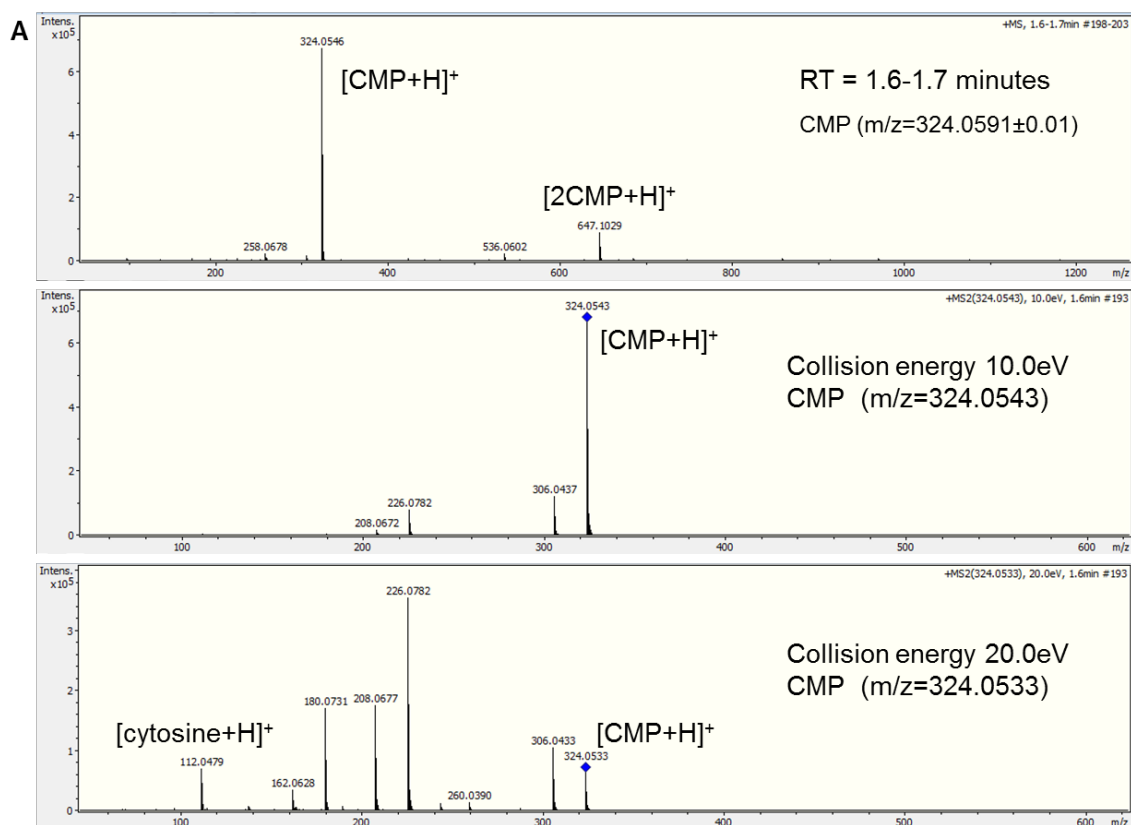 A
Intens.
x10⁵
+MS, 1.6-1.7min #198-203
324.0546
[CMP+H]⁺
RT = 1.6-1.7 minutes
CMP (m/z=324.0591±0.01)
6
4
[2CMP+H]⁺
2
647.1029
258.0678
536.0602
0
200 400 600 800 1000 1200 m/z
Intens.
x10⁵
+MS2(324.0543), 10.0eV, 1.6min #193
324.0543
[CMP+H]⁺
6
Collision energy 10.0eV
CMP (m/z=324.0543)
4
2
306.0437
226.0782
208.0672
0
100 200 300 400 500 600 m/z
Intens.
x10⁵
+MS2(324.0533), 20.0eV, 1.6min #193
226.0782
3
Collision energy 20.0eV
CMP (m/z=324.0533)
2
180.0731
208.0677
[cytosine+H]⁺
[CMP+H]⁺
306.0433
324.0533
1
112.0479
162.0628
260.0390
0
100 200 300 400 500 600 m/z